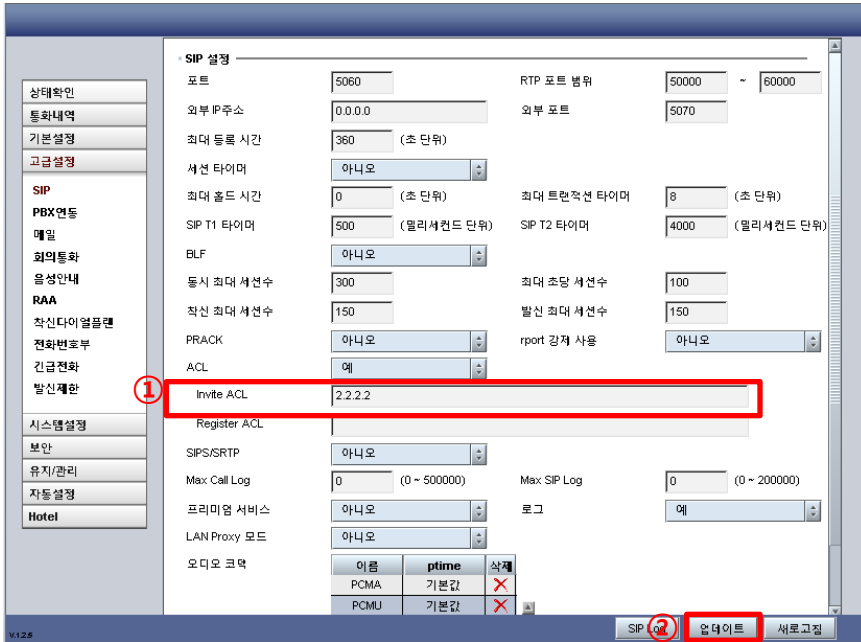 SIP 설정
포트 5060 RTP 포트 범위 50000 ~ 60000
외부 IP주소 0.0.0.0 외부 포트 5070
최대 등록 시간 360 (초 단위)
세션 타이머 아니오
최대 홀드 시간 0 (초 단위) 최대 트랜잭션 타이머 8 (초 단위)
SIP T1 타이머 500 (밀리세컨드 단위) SIP T2 타이머 4000 (밀리세컨드 단위)
BLF 아니오
동시 최대 세션수 300 최대 초당 세션수 100
착신 최대 세션수 150 발신 최대 세션수 150
PRACK 아니오 rport 강제 사용 아니오
ACL 예
① Invite ACL 2.2.2.2
Register ACL
SIPS/SRTP 아니오
Max Call Log 0 (0 ~ 500000) Max SIP Log 0 (0 ~ 200000)
프리미엄 서비스 아니오 로그 예
LAN Proxy 모드 아니오
오디오 코덱 이름 ptime 삭제
PCMA 기본값
PCMU 기본값
상태확인
통화내역
기본설정
고급설정
SIP
PBX연동
메일
회의통화
음성안내
RAA
착신다이얼플랜
전화번호부
긴급전화
발신제한
시스템설정
보안
유지/관리
자동설정
Hotel
V.1.2.6
SIP Log ② 업데이트 새로고침